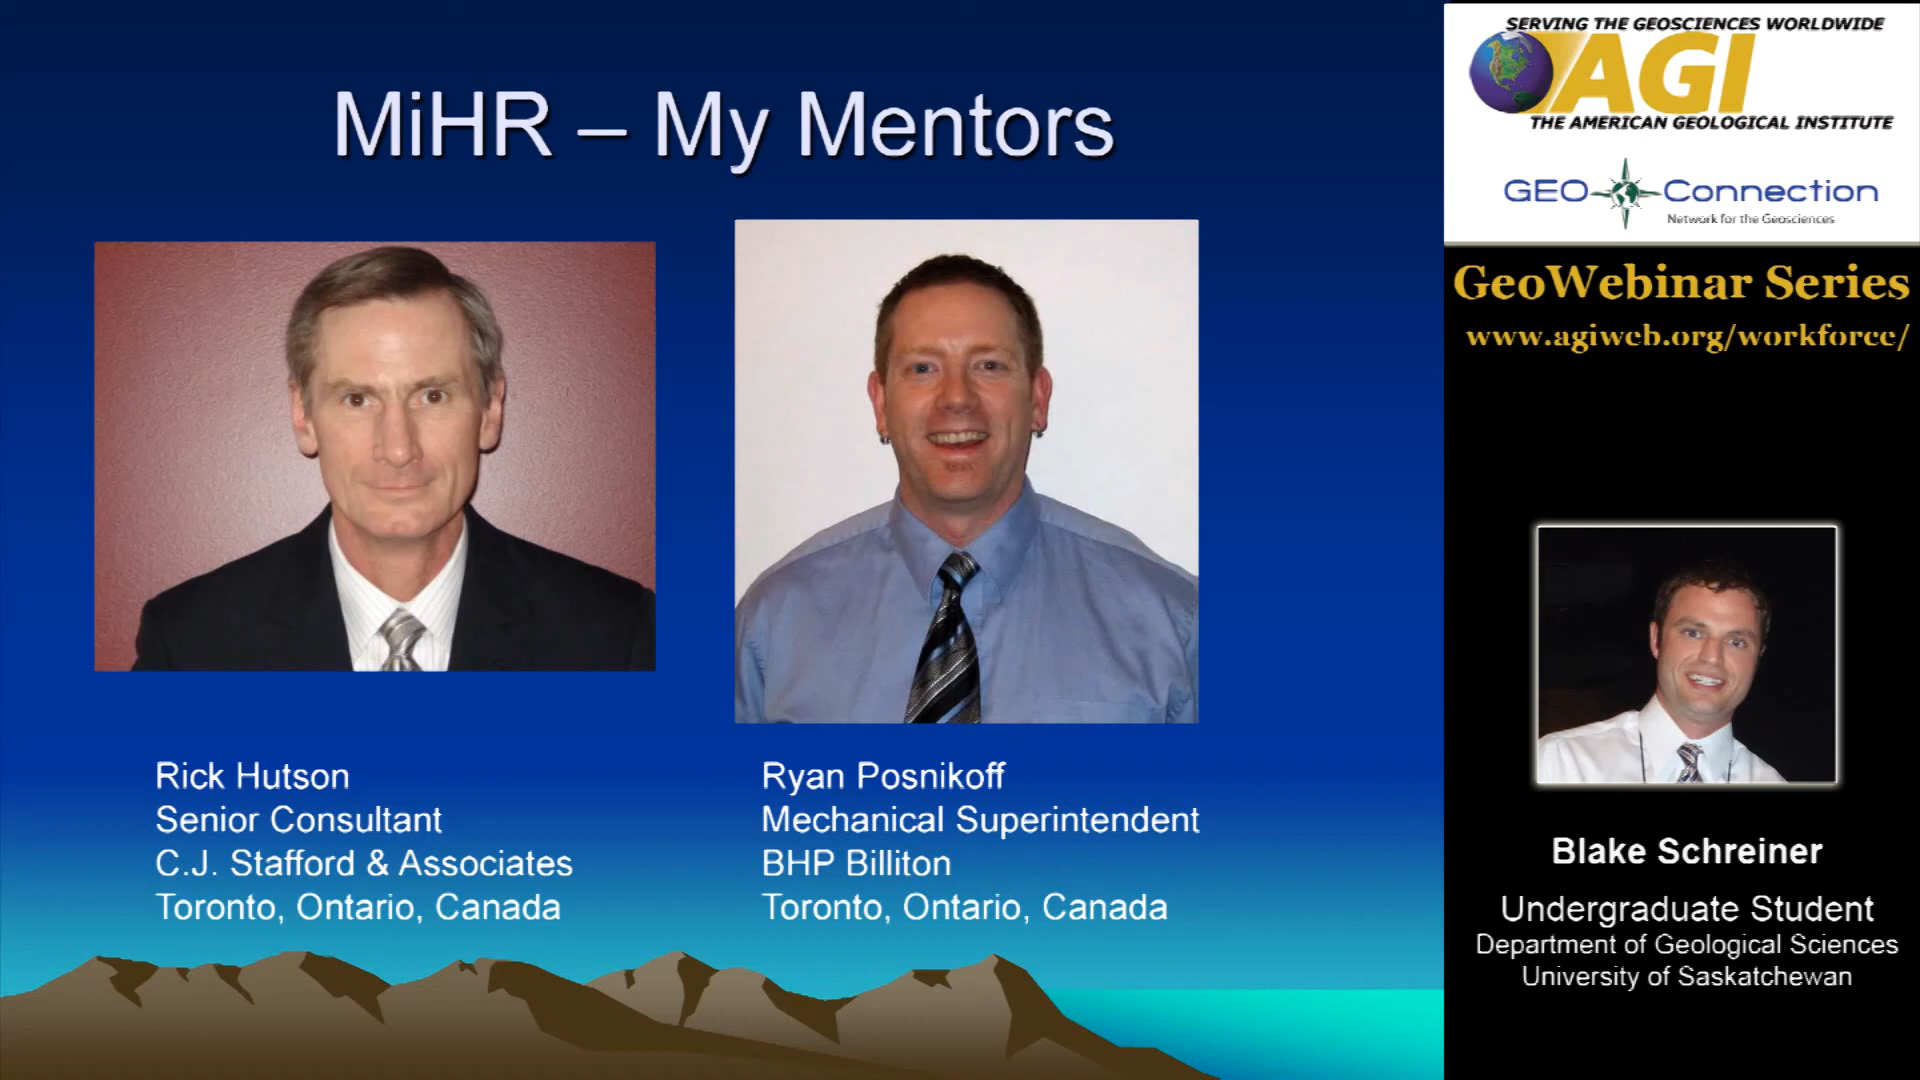 MiHR – My Mentors
Rick Hutson
Senior Consultant
C.J. Stafford & Associates
Toronto, Ontario, Canada
Ryan Posnikoff
Mechanical Superintendent
BHP Billiton
Toronto, Ontario, Canada
SERVING THE GEOSCIENCES WORLDWIDE
AGI
THE AMERICAN GEOLOGICAL INSTITUTE
GEO Connection
Network for the Geosciences
GeoWebinar Series
www.agiweb.org/workforce/
Blake Schreiner
Undergraduate Student
Department of Geological Sciences
University of Saskatchewan